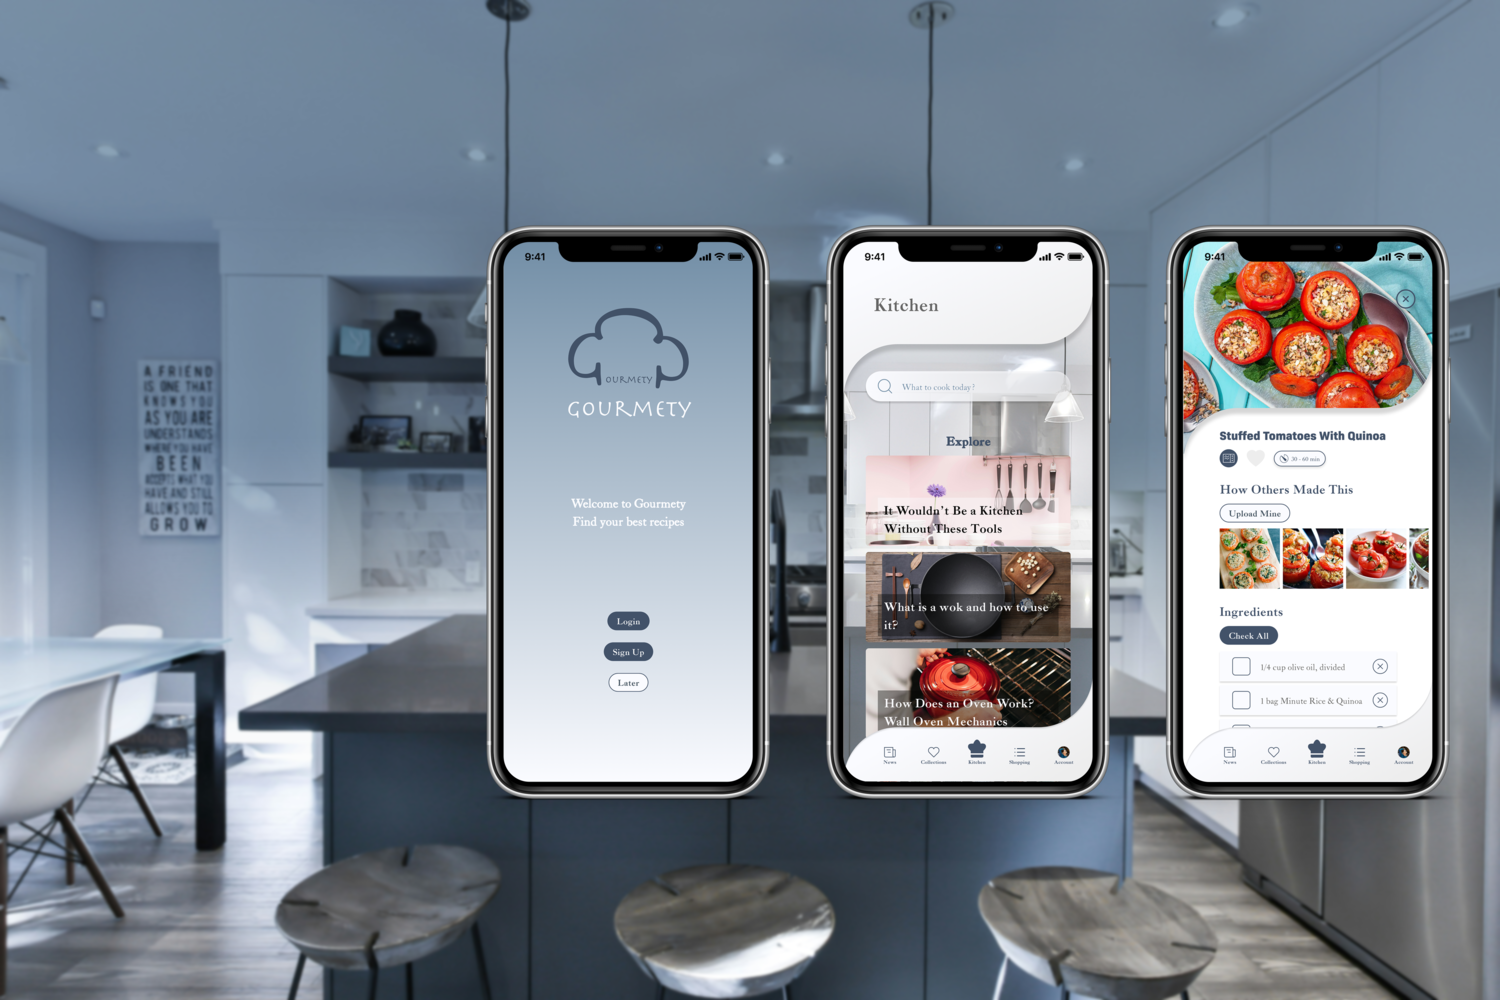 A FRIEND
IS ONE THAT
KNOWS YOU
AS YOU ARE
UNDERSTANDS
WHERE YOU HAVE
BEEN
ACCEPTS WHAT YOU
HAVE AND STILL
ALLOWS YOU TO
GROW
9:41
OURMETY
GOURMETY
Welcome to Gourmety
Find your best recipes
Login
Sign Up
Later
9:41
Kitchen
What to cook today?
Explore
It Wouldn't Be a Kitchen
Without These Tools
What is a wok and how to use
it?
How Does an Oven Work?
Wall Oven Mechanics
News
Collections
Kitchen
Shopping
Account
9:41
Stuffed Tomatoes With Quinoa
30 - 60 min
How Others Made This
Upload Mine
Ingredients
Check All
1/4 cup olive oil, divided
1 bag Minute Rice & Quinoa
News
Collections
Kitchen
Shopping
Account